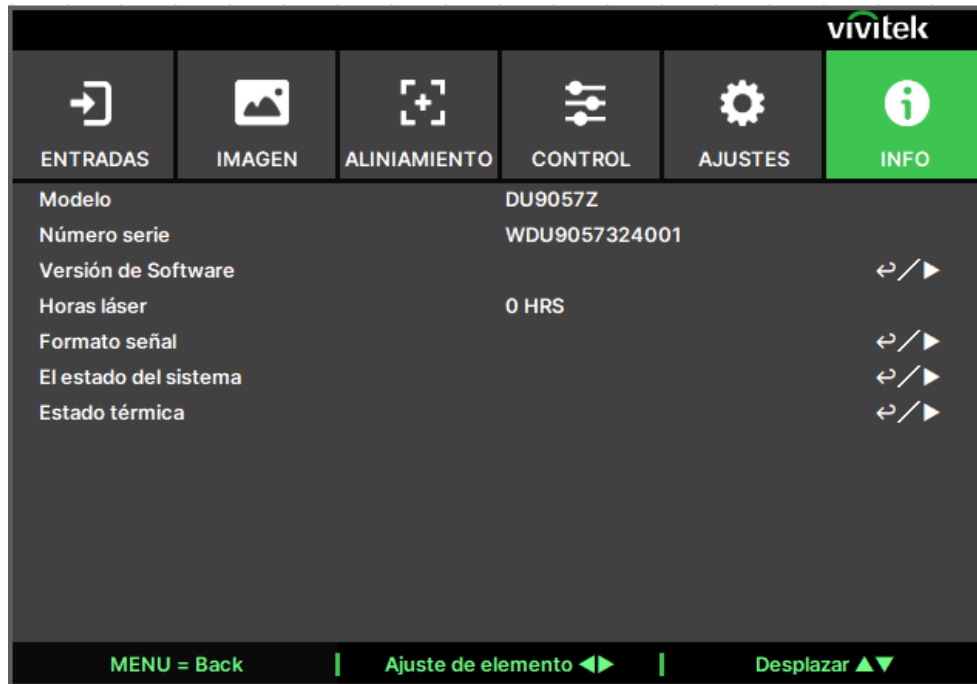 vivitek
ENTRADAS IMAGEN ALINIAMIENTO CONTROL AJUSTES INFO
Modelo DU9057Z
Número serie WDU9057324001
Versión de Software
Horas láser 0 HRS
Formato señal
El estado del sistema
Estado térmica
MENU = Back Ajuste de elemento ◀▶ Desplazar ▲▼